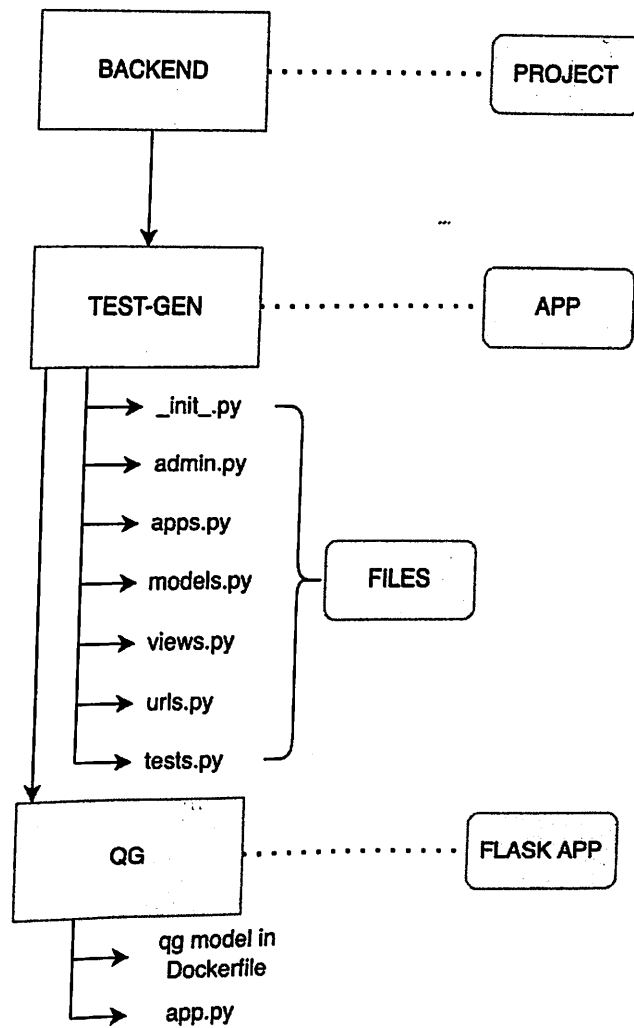 BACKEND
PROJECT
TEST-GEN
APP
_init_.py
admin.py
apps.py
models.py
FILES
views.py
urls.py
tests.py
QG
FLASK APP
qg model in
Dockerfile
app.py